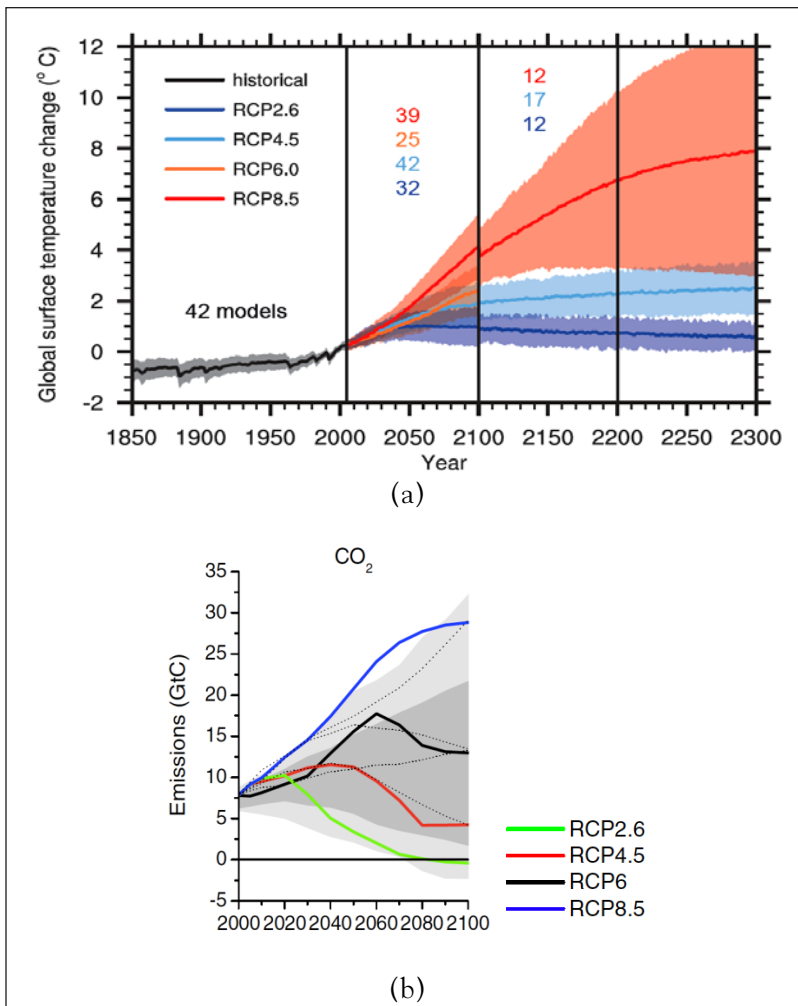 12
10
8
6
4
2
0
-2
Global surface temperature change (° C)
historical
RCP2.6
RCP4.5
RCP6.0
RCP8.5
42 models
39
25
42
32
12
17
12
1850 1900 1950 2000 2050 2100 2150 2200 2250 2300
Year
(a)
CO2
35
30
25
20
15
10
5
0
-5
Emissions (GtC)
2000 2020 2040 2060 2080 2100
RCP2.6
RCP4.5
RCP6
RCP8.5
(b)